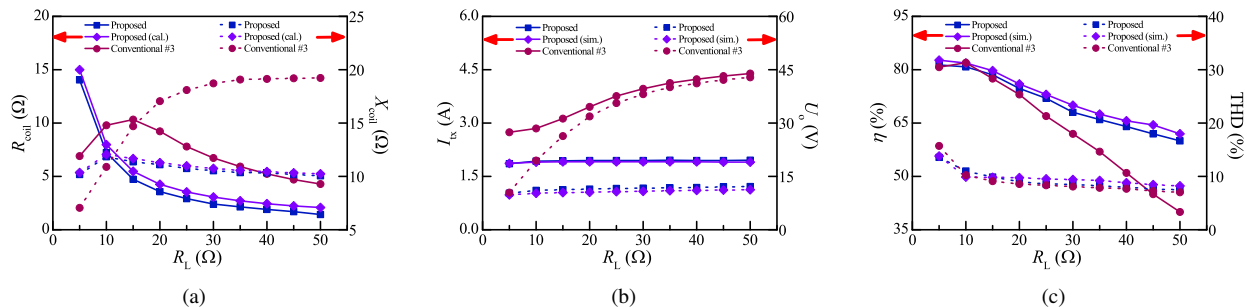 20
25
Proposed
Proposed
Proposed (cal.)
Proposed (cal.)
Conventional #3
Conventional #3
15
20
10
15
5
10
0
5
R_coil (Ω)
X_coil (Ω)
0 10 20 30 40 50
R_L (Ω)
(a)
6.0
60
Proposed
Proposed
Proposed (sim.)
Proposed (sim.)
Conventional #3
Conventional #3
4.5
45
3.0
30
1.5
15
0.0
0
I_tx (A)
U_o (V)
0 10 20 30 40 50
R_L (Ω)
(b)
95
40
Proposed
Proposed
Proposed (sim.)
Proposed (sim.)
Conventional #3
Conventional #3
80
30
65
20
50
10
35
0
η (%)
THD (%)
0 10 20 30 40 50
R_L (Ω)
(c)